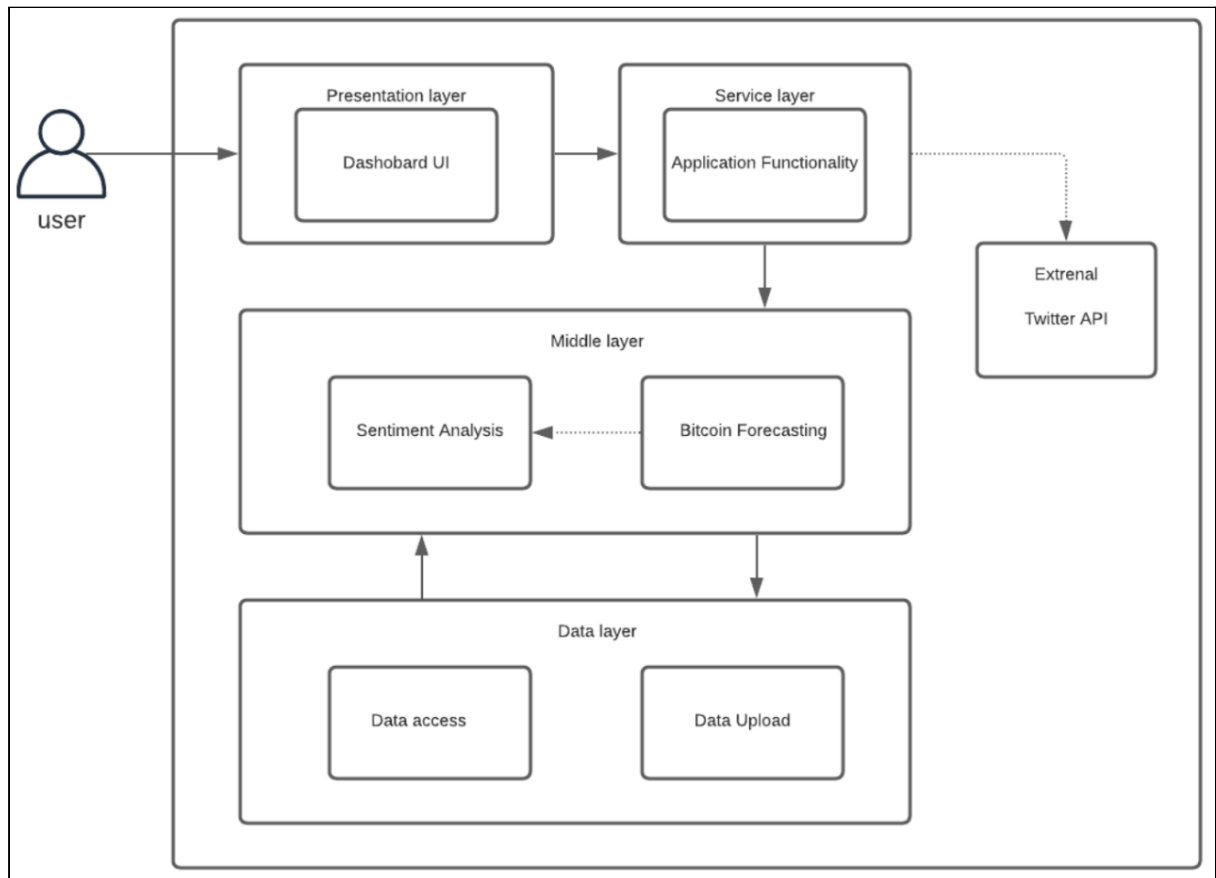 Presentation layer
Service layer
Dashobard UI
Application Functionality
user
Extrenal
Twitter API
Middle layer
Sentiment Analysis
Bitcoin Forecasting
Data layer
Data access
Data Upload